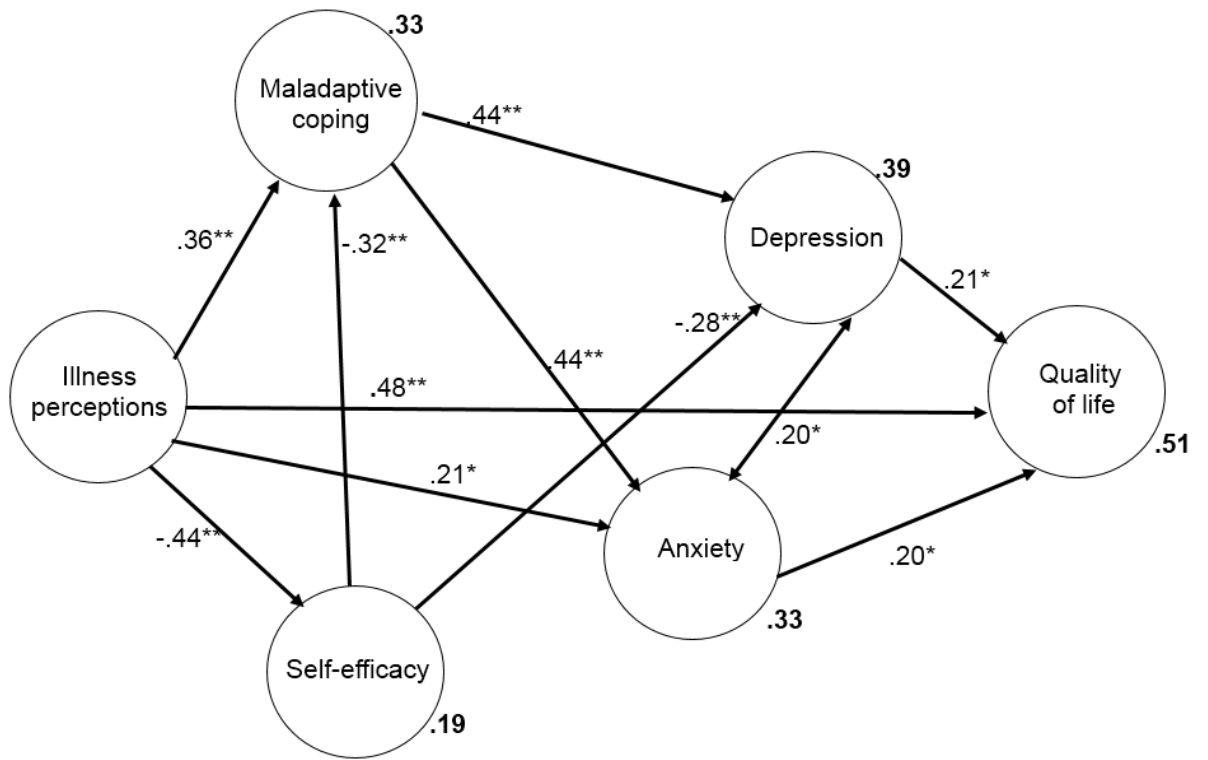 .33
Maladaptive
coping
.44**
.39
Depression
.36**
-.32**
.21*
-.28**
Illness
perceptions
.44**
.48**
Quality
of life
.20*
.51
.21*
-.44**
Anxiety
.20*
.33
Self-efficacy
.19